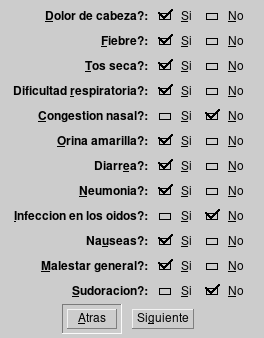 Dolor de cabeza?: Si No
Fiebre?: Si No
Tos seca?: Si No
Dificultad respiratoria?: Si No
Congestion nasal?: Si No
Orina amarilla?: Si No
Diarrea?: Si No
Neumonia?: Si No
Infeccion en los oidos?: Si No
Nauseas?: Si No
Malestar general?: Si No
Sudoracion?: Si No
Atras Siguiente